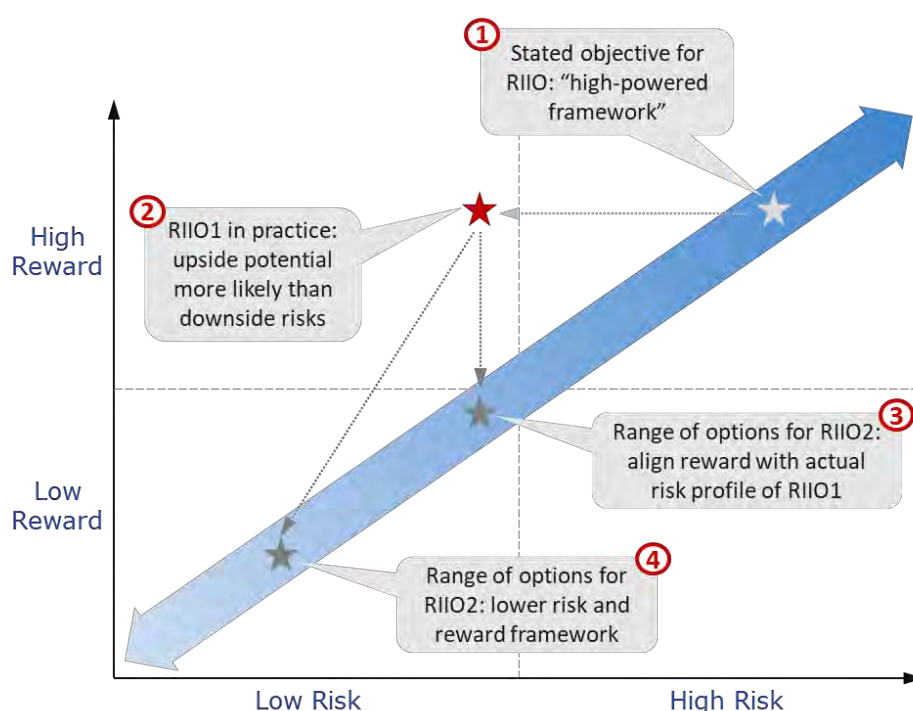 1
Stated objective for
RIIO: “high-powered
framework”
2
RIIO1 in practice:
upside potential
more likely than
downside risks
High
Reward
3
Range of options for RIIO2:
align reward with actual
risk profile of RIIO1
Low
Reward
4
Range of options for
RIIO2: lower risk and
reward framework
Low Risk
High Risk